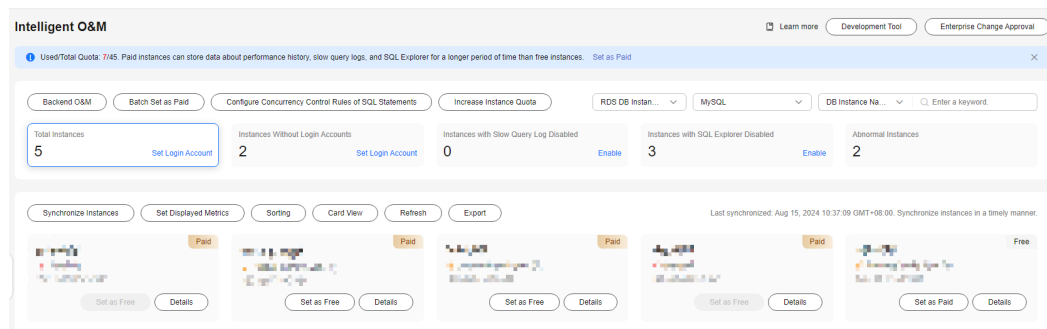 Intelligent O&M
Learn more
Development Tool
Enterprise Change Approval
Used/Total Quota: 7/45. Paid instances can store data about performance history, slow query logs, and SQL Explorer for a longer period of time than free instances. Set as Paid
Backend O&M
Batch Set as Paid
Configure Concurrency Control Rules of SQL Statements
Increase Instance Quota
RDS DB Instan...
MySQL
DB Instance Na...
Enter a keyword.
Total Instances
5
Set Login Account
Instances Without Login Accounts
2
Set Login Account
Instances with Slow Query Log Disabled
0
Enable
Instances with SQL Explorer Disabled
3
Enable
Abnormal Instances
2
Synchronize Instances
Set Displayed Metrics
Sorting
Card View
Refresh
Export
Last synchronized: Aug 15, 2024 10:37:09 GMT+08:00. Synchronize instances in a timely manner.
Paid
Set as Free
Details
Paid
Set as Free
Details
Paid
Set as Free
Details
Paid
Set as Free
Details
Free
Set as Paid
Details